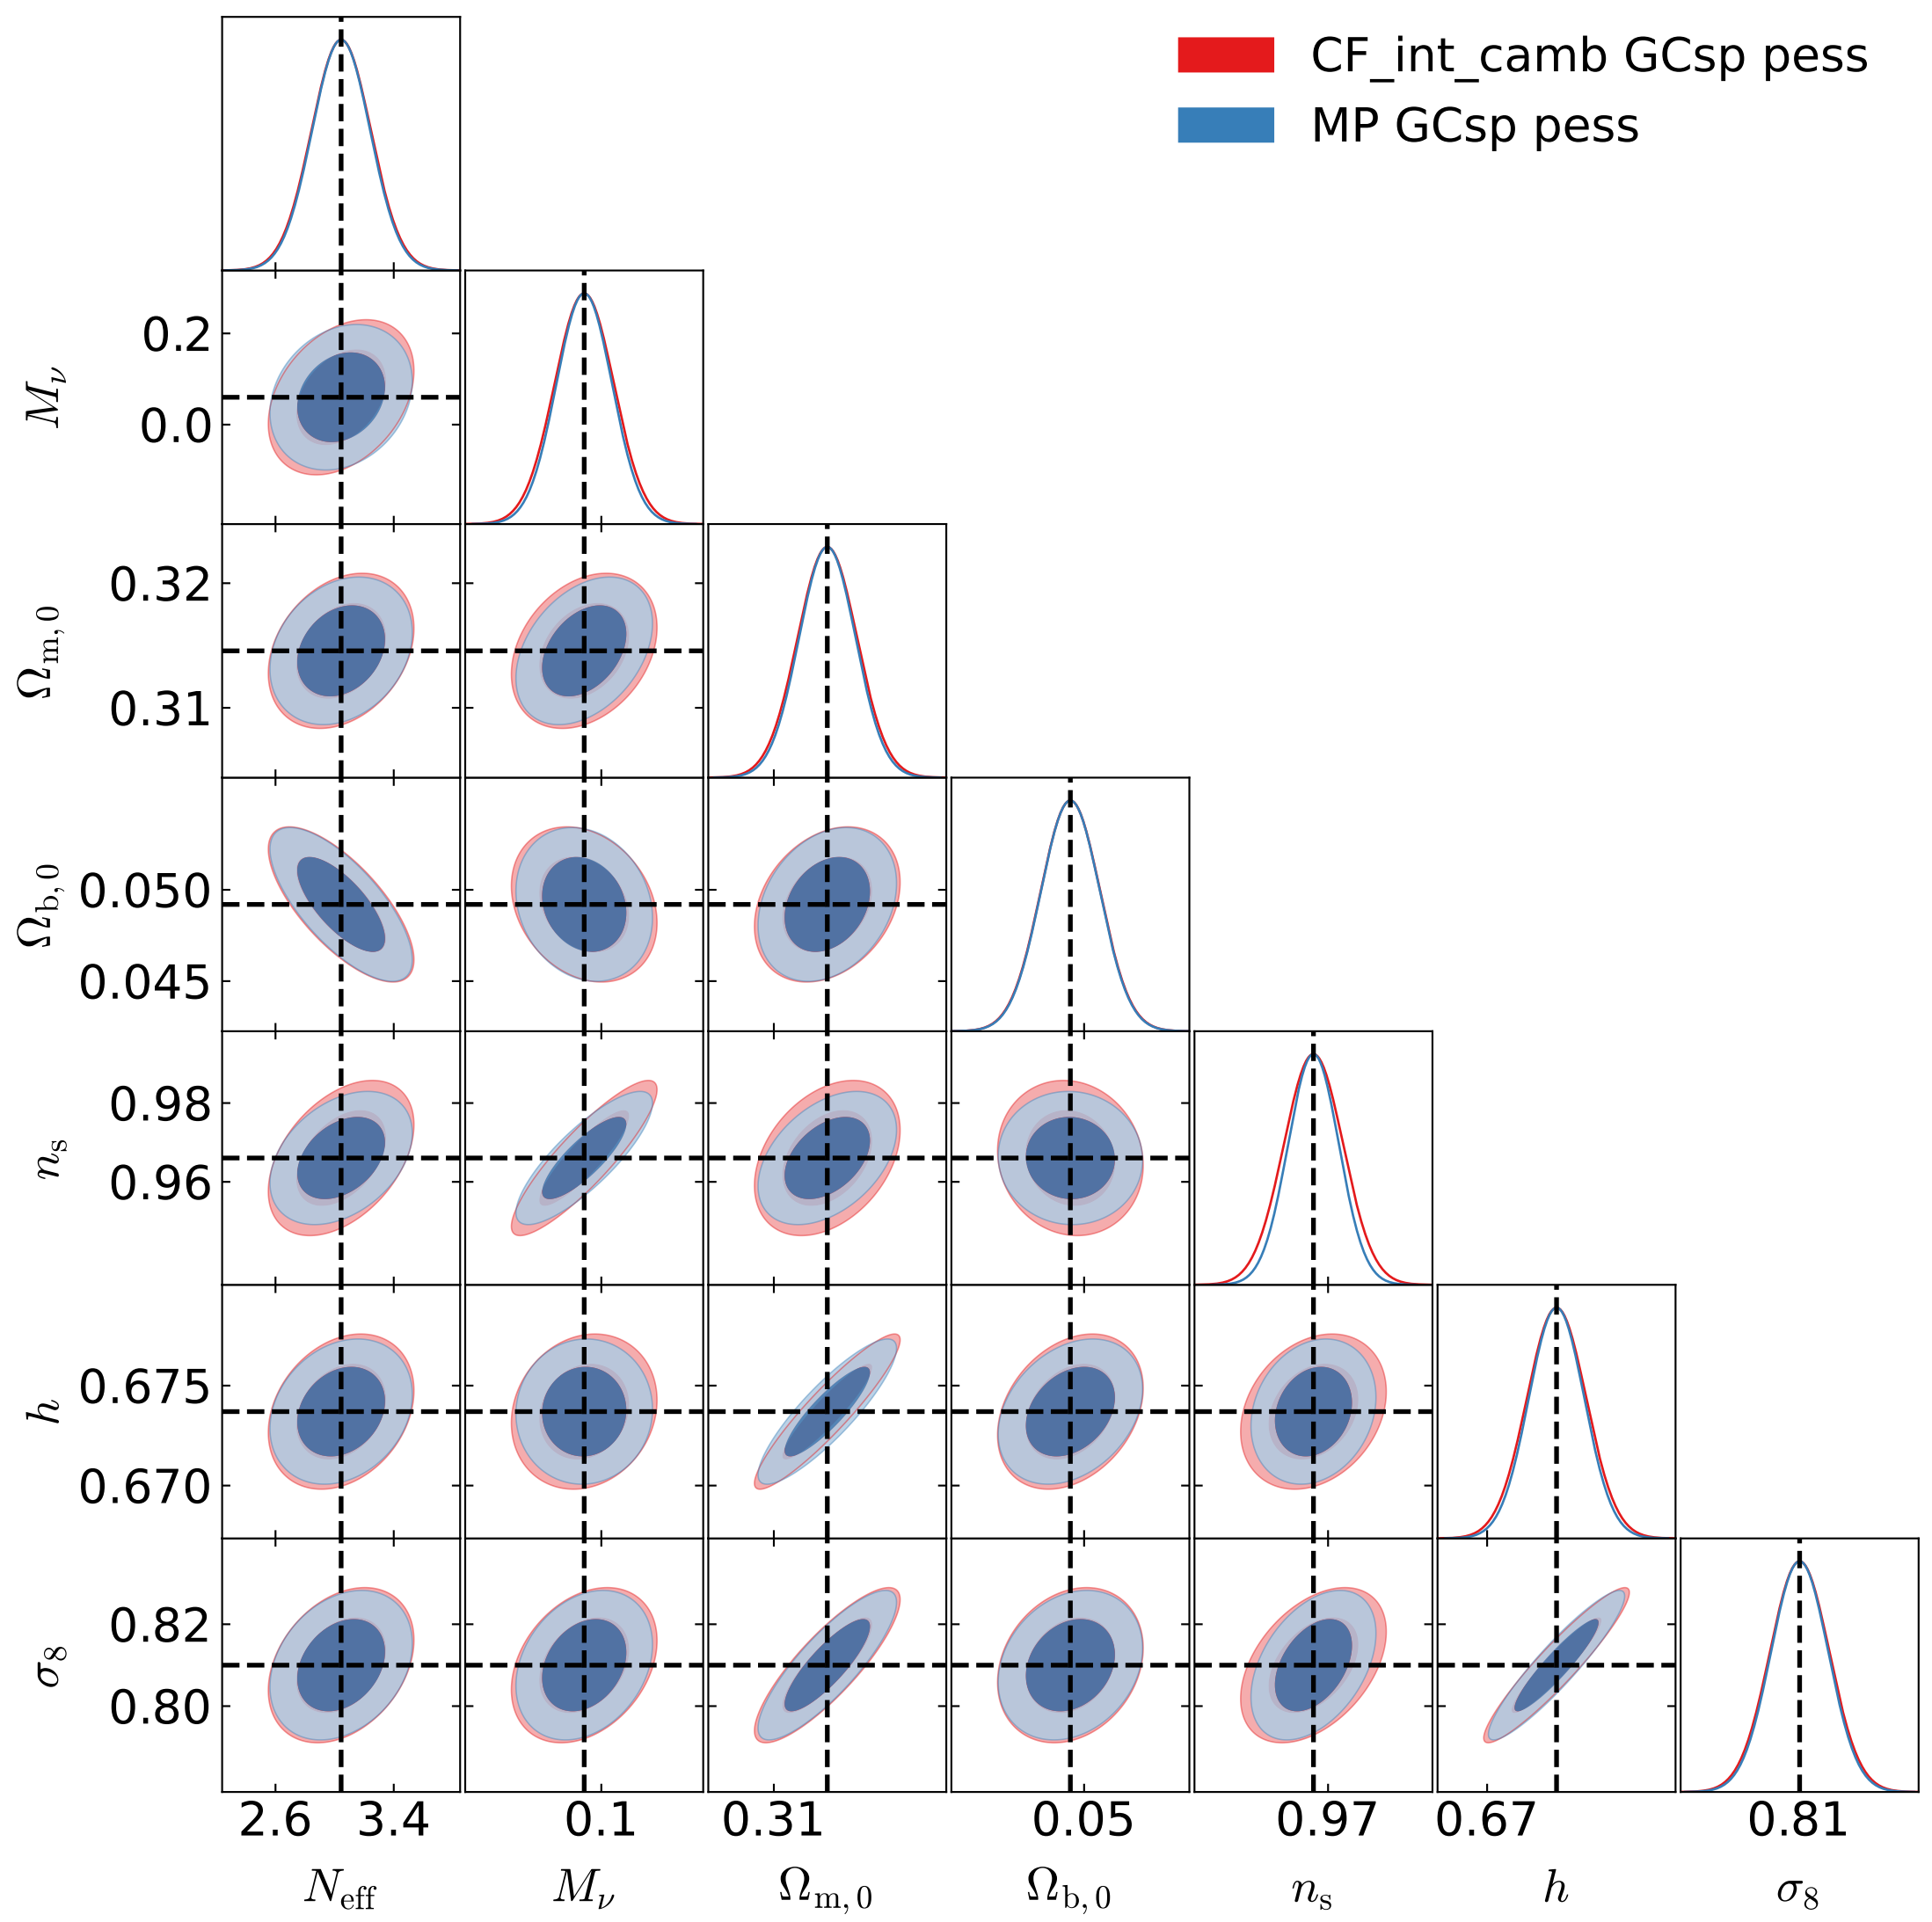 CF_int_camb GCsp pess
MP GCsp pess
0.2
0.0
M_ν
0.32
0.31
Ω_m,0
0.050
0.045
Ω_b,0
0.98
0.96
n_s
0.675
0.670
h
0.82
0.80
σ_8
2.6 3.4 0.1 0.31 0.05 0.97 0.67 0.81
N_eff M_ν Ω_m,0 Ω_b,0 n_s h σ_8